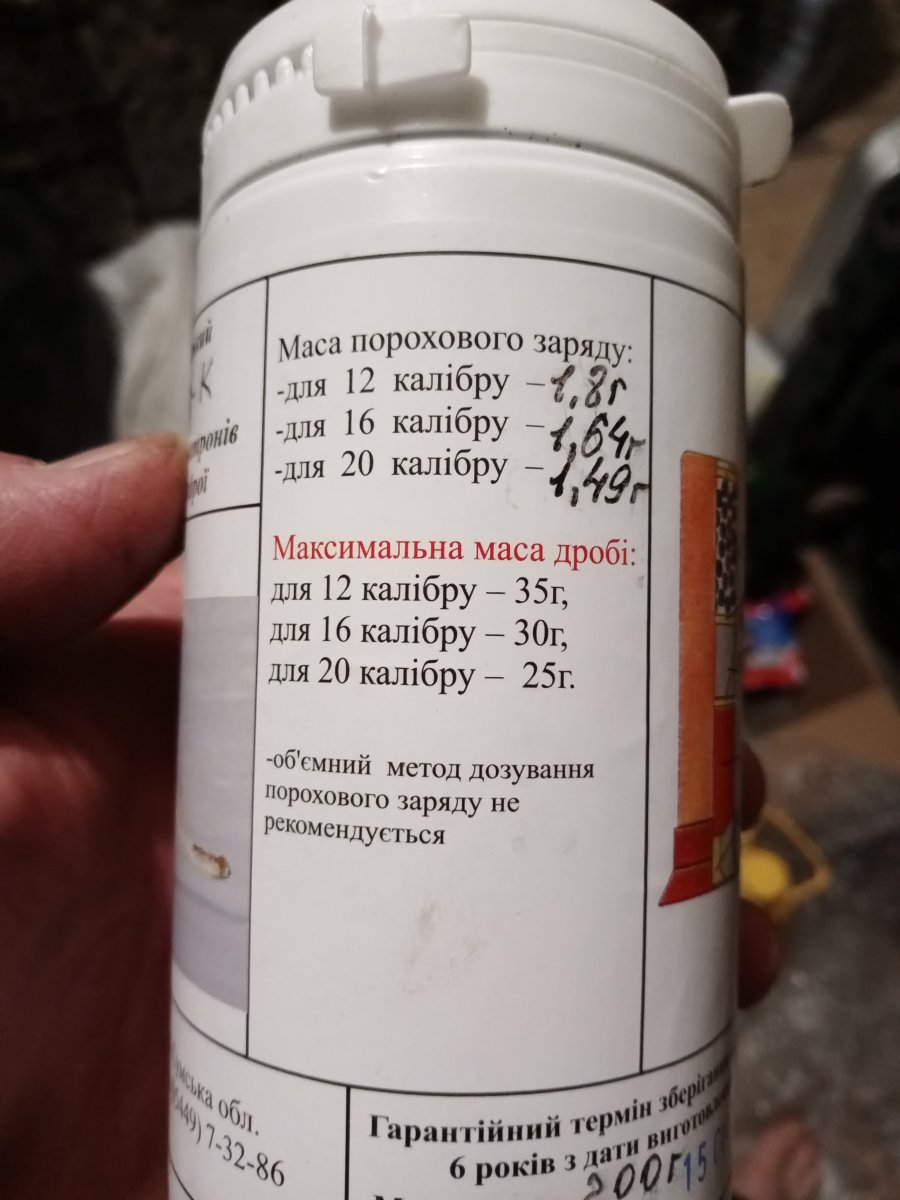 К
Маса порохового заряду:
-для 12 калібру – 1,8г
-для 16 калібру – 1,64г
-для 20 калібру – 1,49г
Максимальна маса дробі:
для 12 калібру – 35г,
для 16 калібру – 30г,
для 20 калібру – 25г.
-об'ємний метод дозування
порохового заряду не
рекомендується
обл.
7-32-86
Гарантійний термін
6 років з дати
200г 15